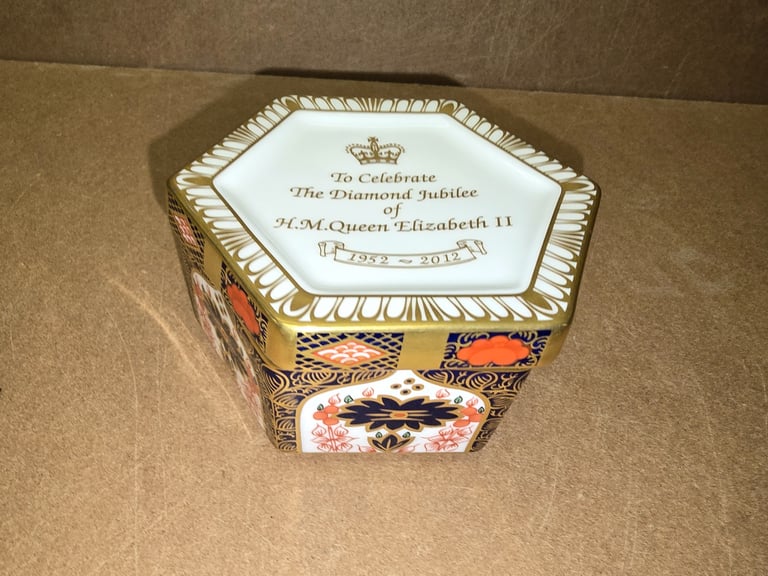 To Celebrate
The Diamond Jubilee
of
H.M.Queen Elizabeth II
1952 ~ 2012